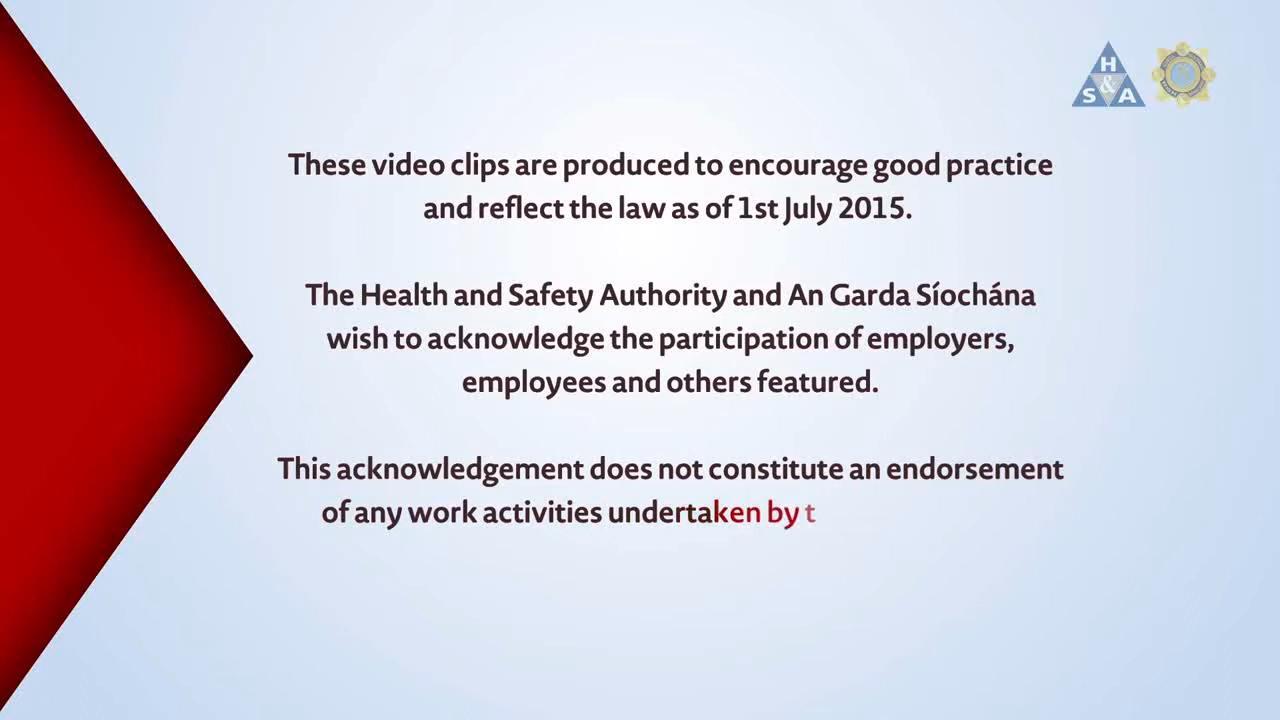 H
&
S A
These video clips are produced to encourage good practice
and reflect the law as of 1st July 2015.
The Health and Safety Authority and An Garda Síochána
wish to acknowledge the participation of employers,
employees and others featured.
This acknowledgement does not constitute an endorsement
of any work activities undertaken by t